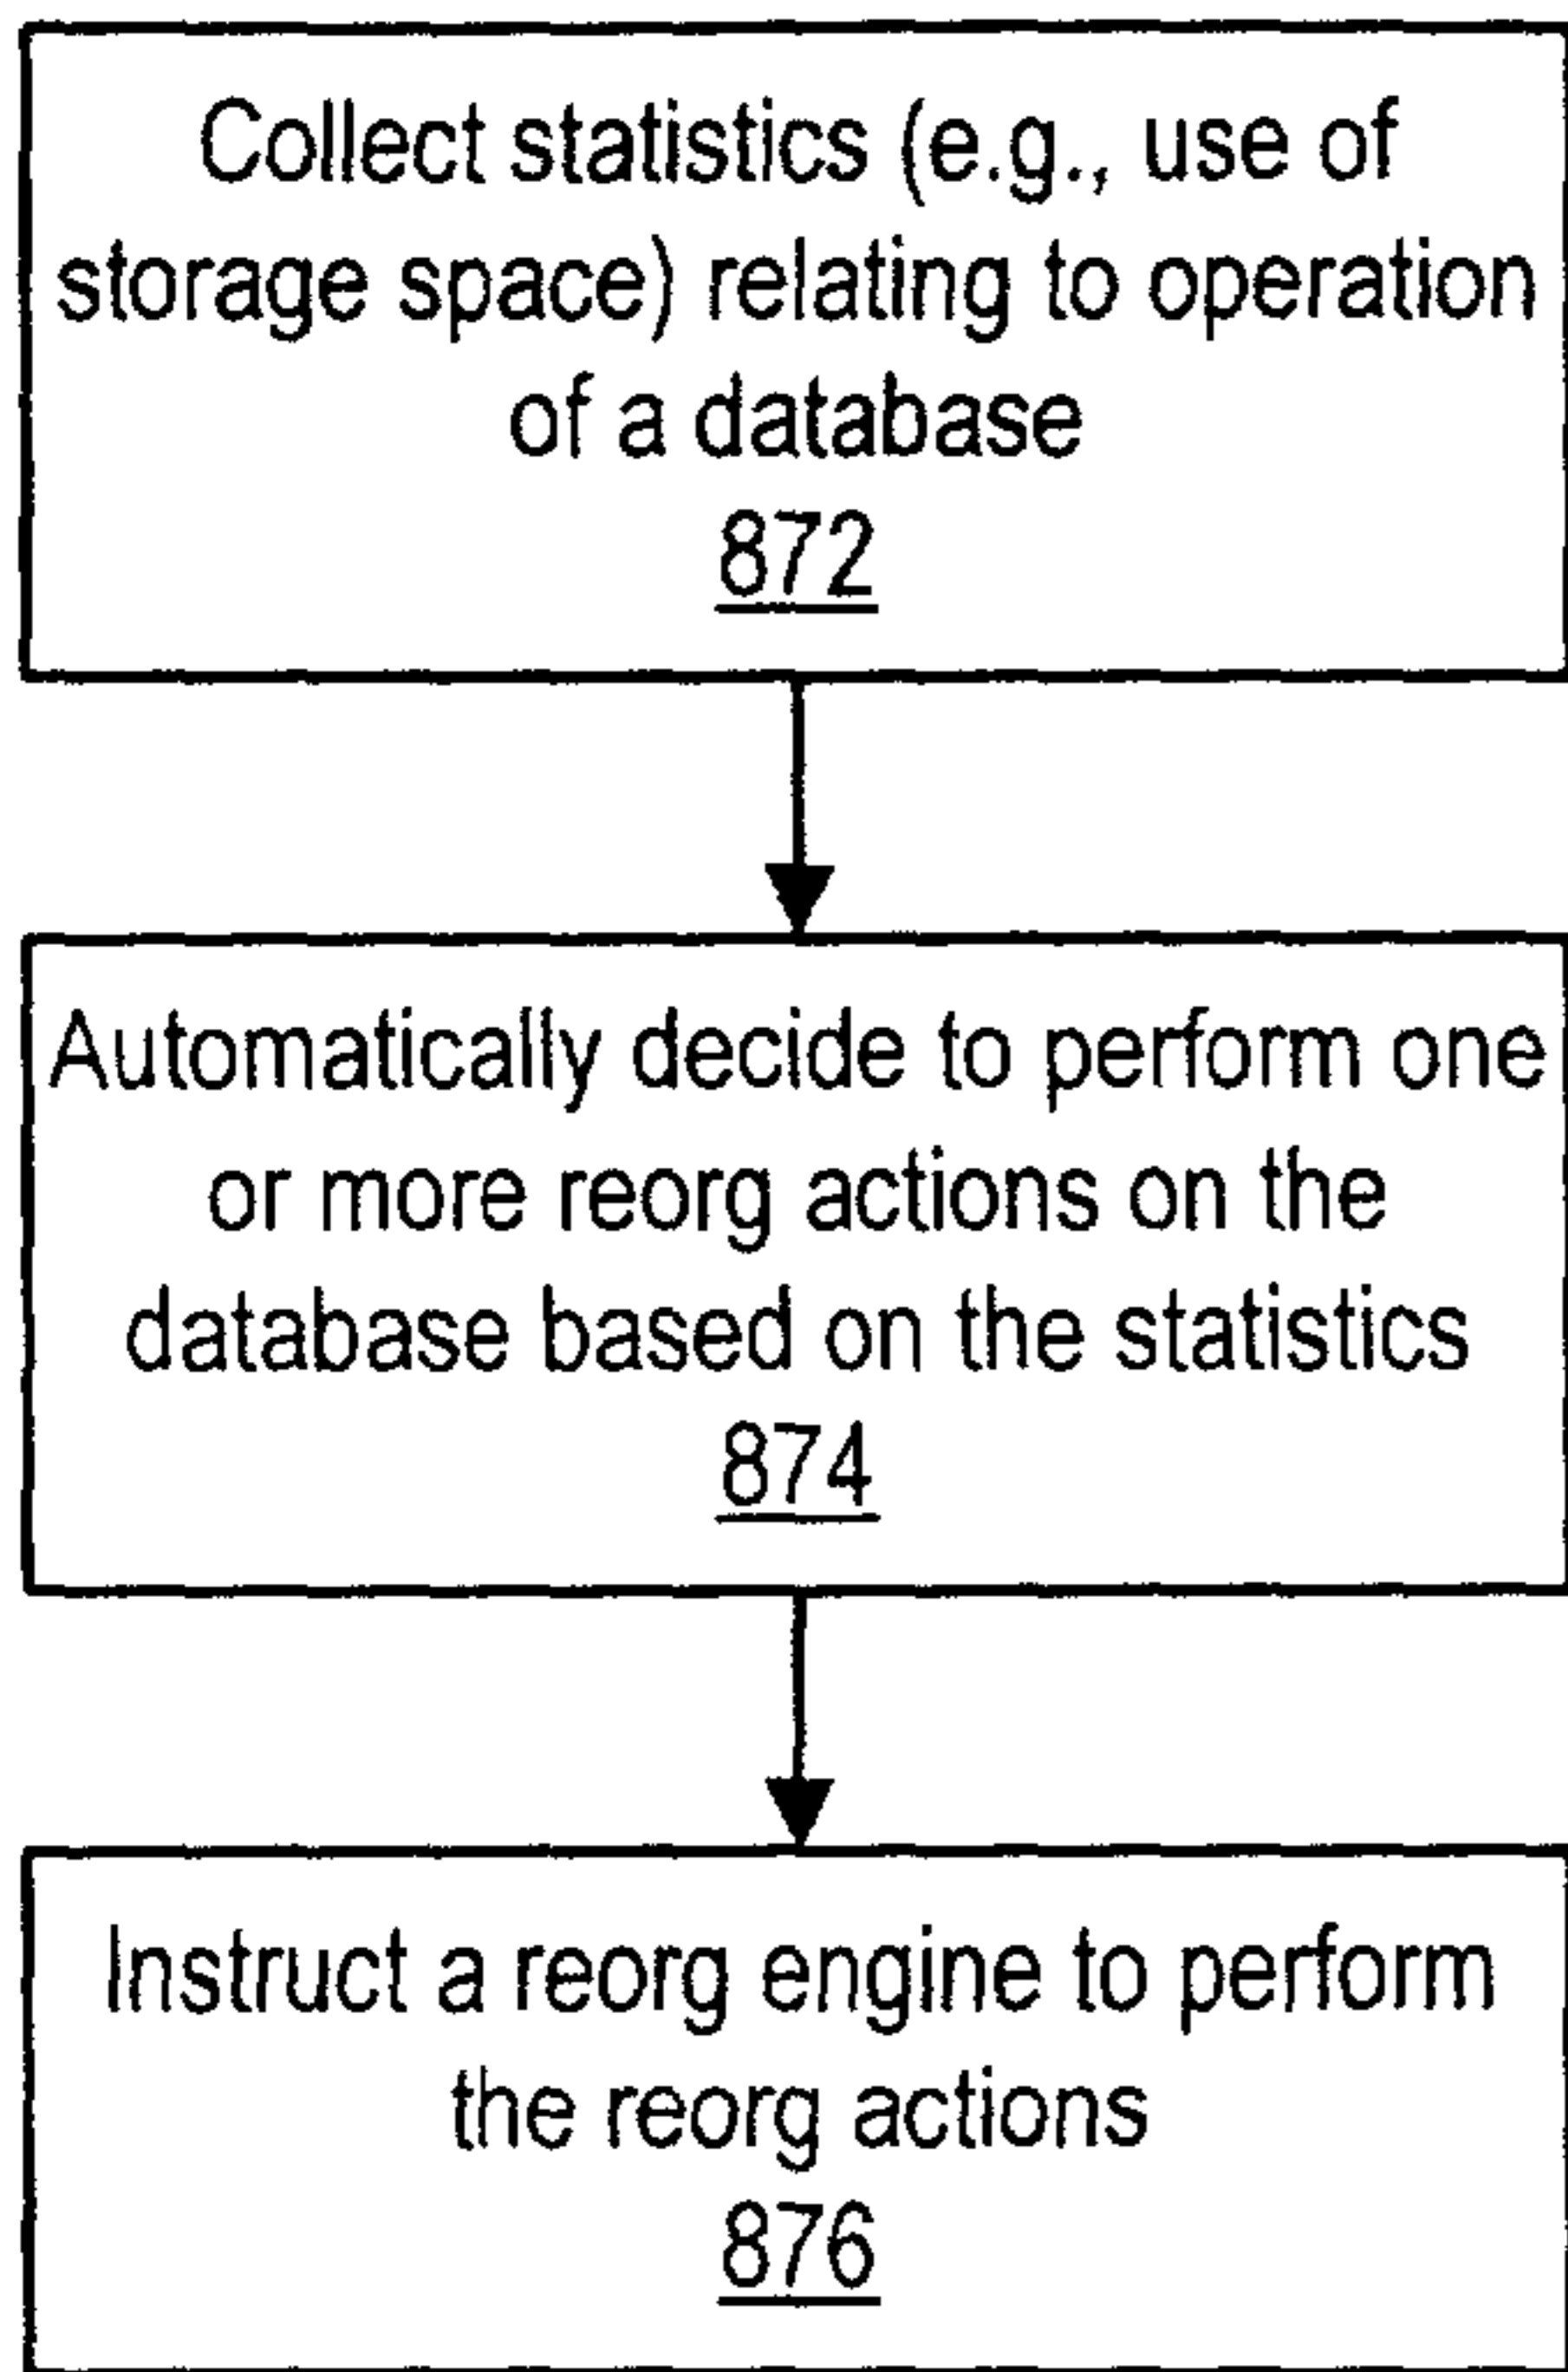 Collect statistics (e.g., use of
storage space) relating to operation
of a database
872
Automatically decide to perform one
or more reorg actions on the
database based on the statistics
874
Instruct a reorg engine to perform
the reorg actions
876